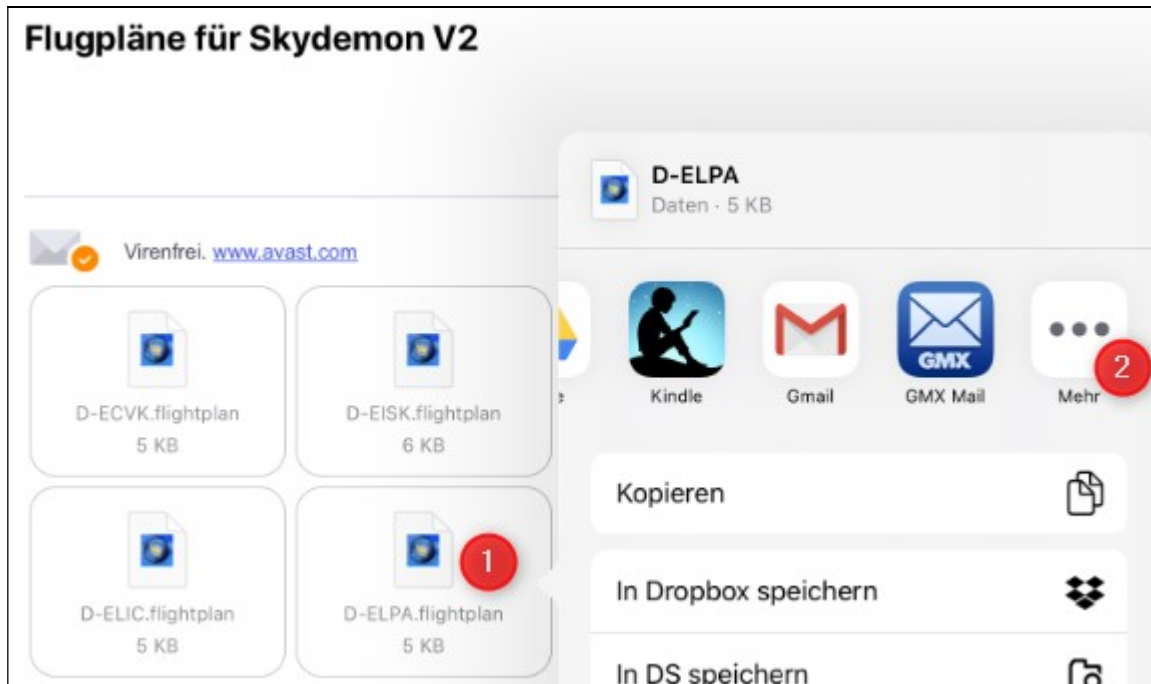 Flugpläne für Skydemon V2
Virenfrei. www.avast.com
D-ECVK.flightplan
5 KB
D-EISK.flightplan
6 KB
D-ELIC.flightplan
5 KB
D-ELPA.flightplan
5 KB
1
D-ELPA
Daten · 5 KB
e
Kindle
Gmail
GMX
GMX Mail
Mehr
2
Kopieren
In Dropbox speichern
In DS speichern